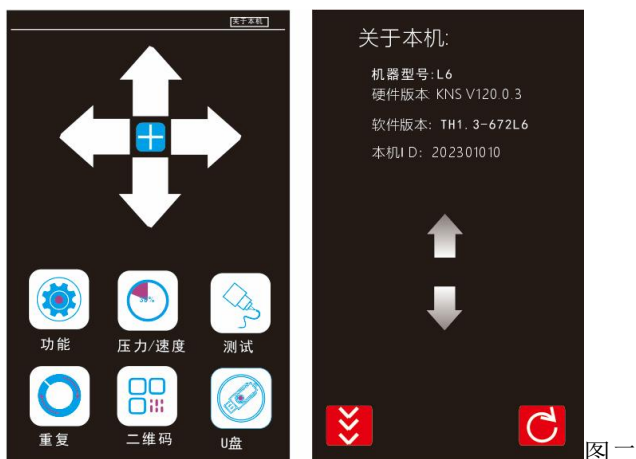 关于本机
功能
压力/速度
测试
重复
二维码
U盘
关于本机:
机器型号:L6
硬件版本 KNS V120.0.3
软件版本: TH1.3-672L6
本机ID: 202301010
图一